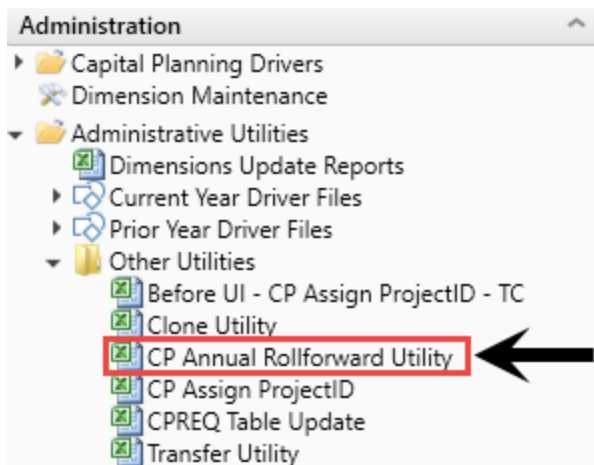 Administration
Capital Planning Drivers
Dimension Maintenance
Administrative Utilities
Dimensions Update Reports
Current Year Driver Files
Prior Year Driver Files
Other Utilities
Before UI - CP Assign ProjectID - TC
Clone Utility
CP Annual Rollforward Utility
CP Assign ProjectID
CPREQ Table Update
Transfer Utility